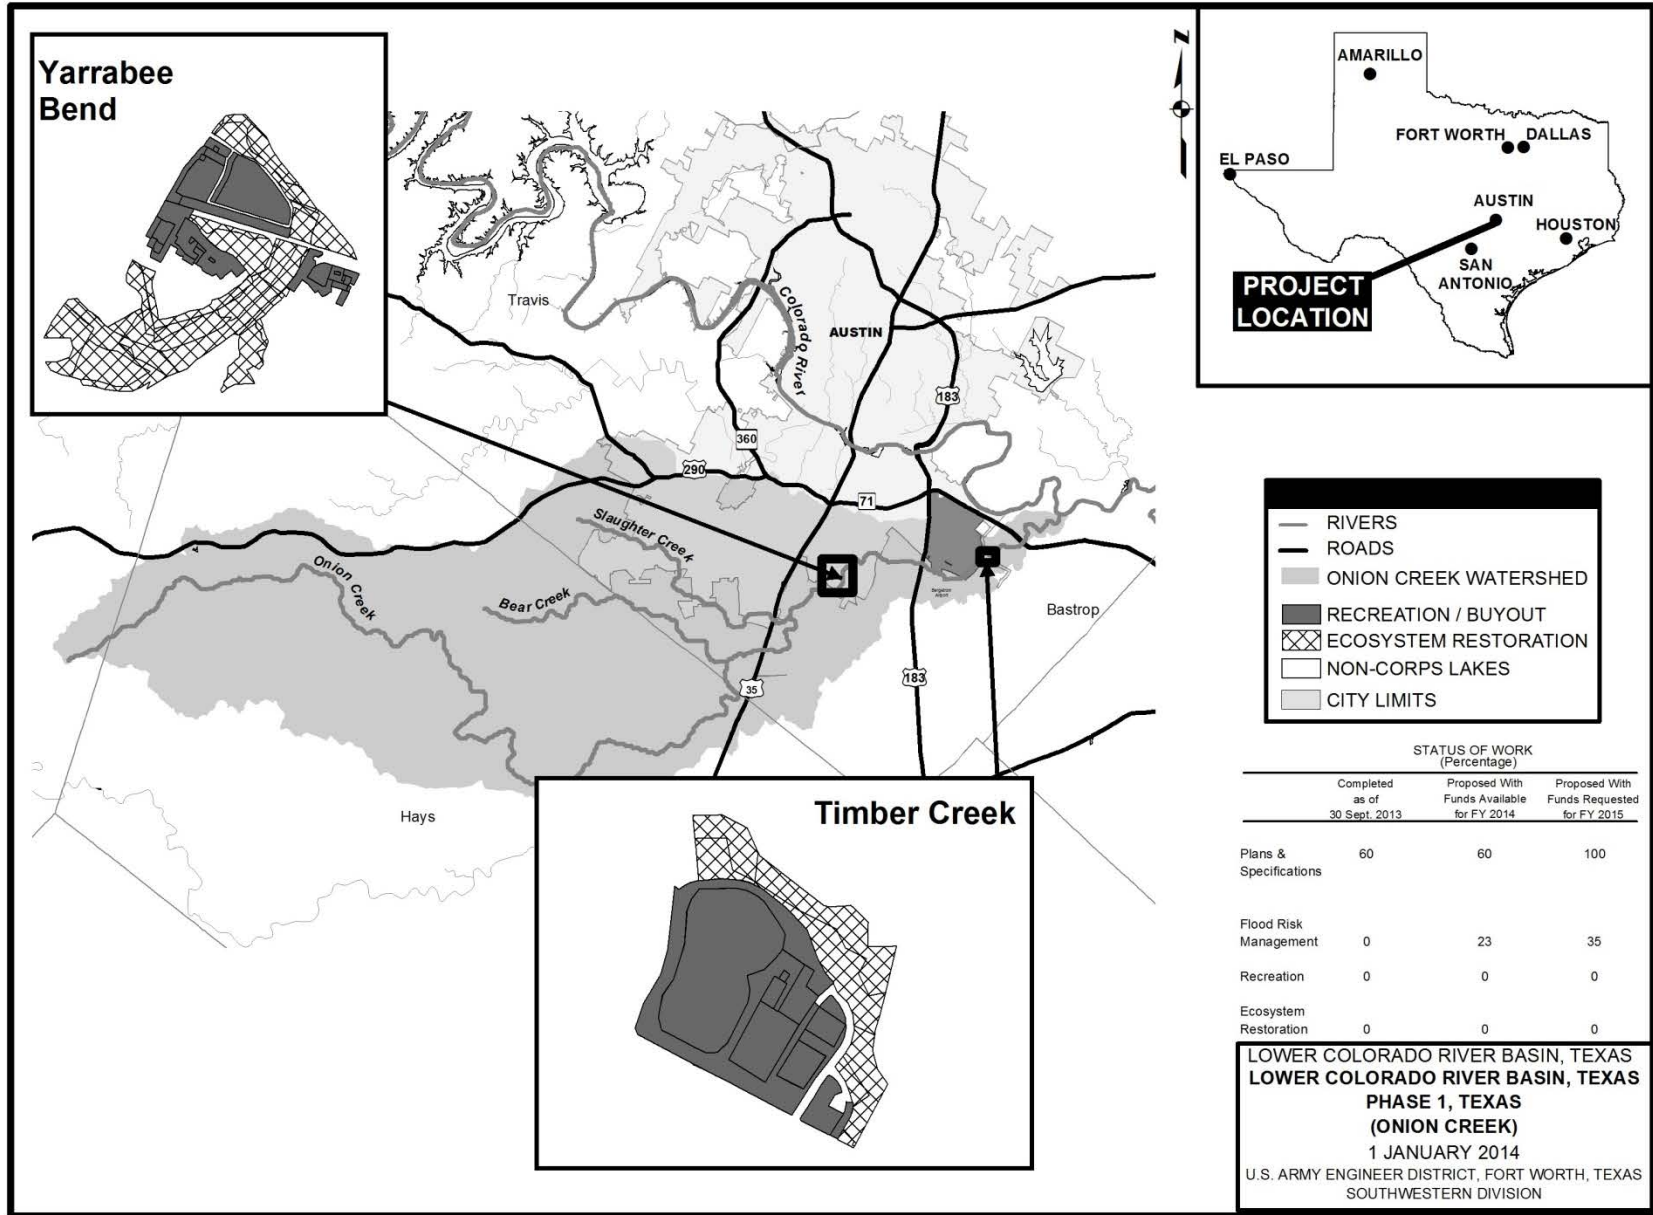 Yarrabee
Bend
N
AMARILLO
FORT WORTH
DALLAS
EL PASO
AUSTIN
HOUSTON
SAN
ANTONIO
PROJECT
LOCATION
Travis
Colorado River
AUSTIN
183
360
290
71
Slaughter Creek
Onion
Creek
Bear Creek
Bergstrom
Airport
Bastrop
35
183
Hays
Timber Creek
RIVERS
ROADS
ONION CREEK WATERSHED
RECREATION / BUYOUT
ECOSYSTEM RESTORATION
NON-CORPS LAKES
CITY LIMITS
STATUS OF WORK
(Percentage)
Completed as of 30 Sept. 2013
Proposed With Funds Available for FY 2014
Proposed With Funds Requested for FY 2015
Plans & Specifications 60 60 100
Flood Risk Management 0 23 35
Recreation 0 0 0
Ecosystem Restoration 0 0 0
LOWER COLORADO RIVER BASIN, TEXAS
LOWER COLORADO RIVER BASIN, TEXAS
PHASE 1, TEXAS
(ONION CREEK)
1 JANUARY 2014
U.S. ARMY ENGINEER DISTRICT, FORT WORTH, TEXAS
SOUTHWESTERN DIVISION